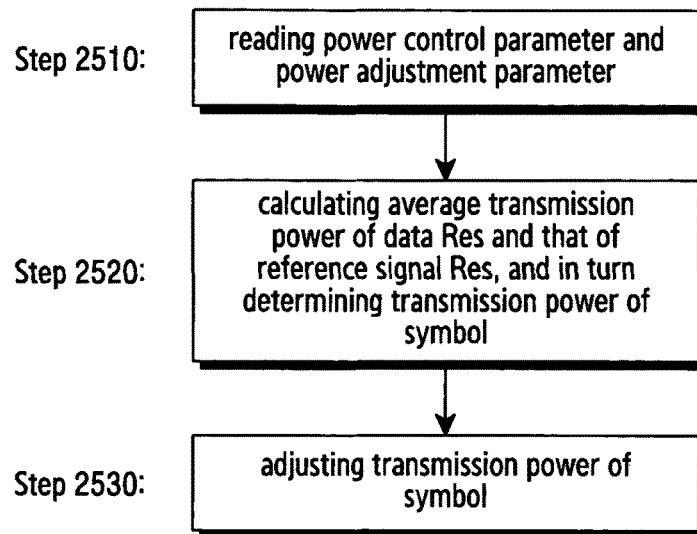 Step 2510:
reading power control parameter and
power adjustment parameter
Step 2520:
calculating average transmission
power of data Res and that of
reference signal Res, and in turn
determining transmission power of
symbol
Step 2530:
adjusting transmission power of
symbol